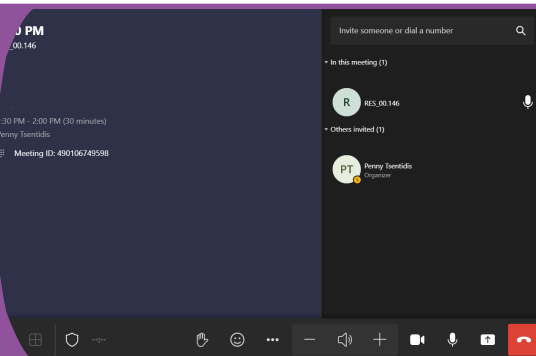 PM
_00.146
:30 PM - 2:00 PM (30 minutes)
Penny Tsentidis
Meeting ID: 490106749598
Invite someone or dial a number
In this meeting (1)
R
RES_00.146
Others invited (1)
PT
Penny Tsentidis
Organizer